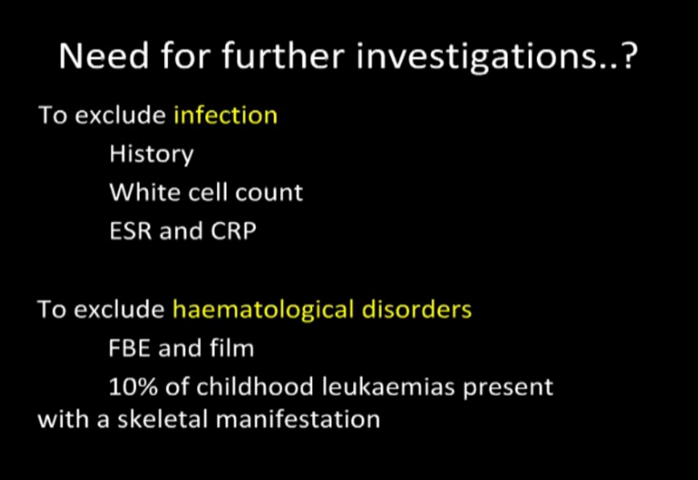 Need for further investigations..?
To exclude infection
History
White cell count
ESR and CRP
To exclude haematological disorders
FBE and film
10% of childhood leukaemias present
with a skeletal manifestation